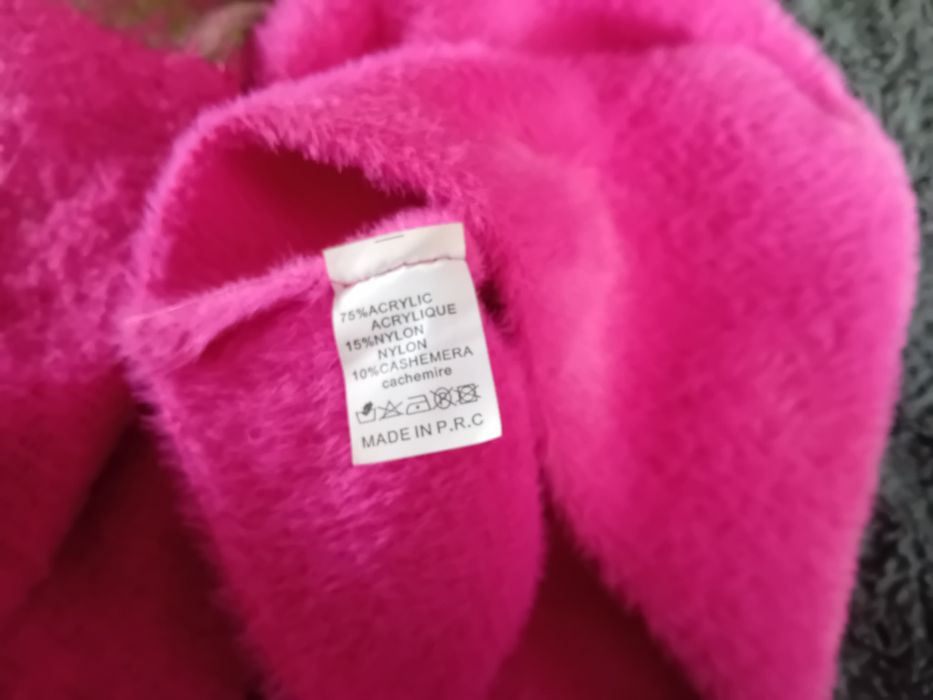 75%ACRYLIC
ACRYLIQUE
15%NYLON
NYLON
10%CASHEMERA
cachemire
MADE IN P.R.C